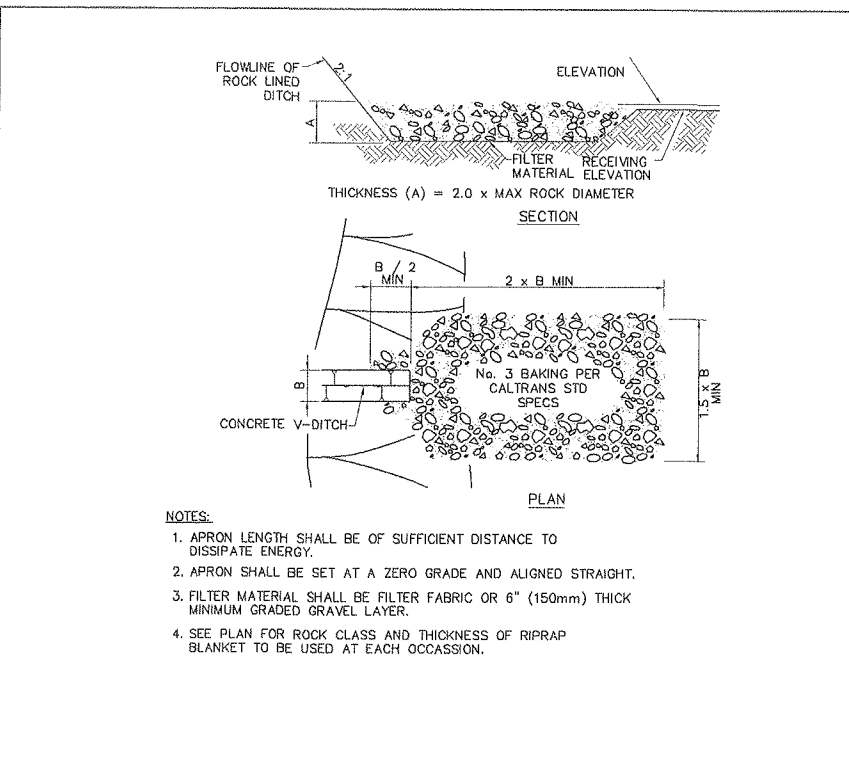 FLOWLINE OF
ROCK LINED
DITCH
2:1
ELEVATION
A
FILTER
MATERIAL
RECEIVING
ELEVATION
THICKNESS (A) = 2.0 x MAX ROCK DIAMETER
SECTION
B / 2
MIN
2 x B MIN
B
No. 3 BAKING PER
CALTRANS STD
SPECS
1.5 x B
MIN
CONCRETE V-DITCH
PLAN
NOTES:
1. APRON LENGTH SHALL BE OF SUFFICIENT DISTANCE TO
DISSIPATE ENERGY.
2. APRON SHALL BE SET AT A ZERO GRADE AND ALIGNED STRAIGHT.
3. FILTER MATERIAL SHALL BE FILTER FABRIC OR 6" (150mm) THICK
MINIMUM GRADED GRAVEL LAYER.
4. SEE PLAN FOR ROCK CLASS AND THICKNESS OF RIPRAP
BLANKET TO BE USED AT EACH OCCASSION.